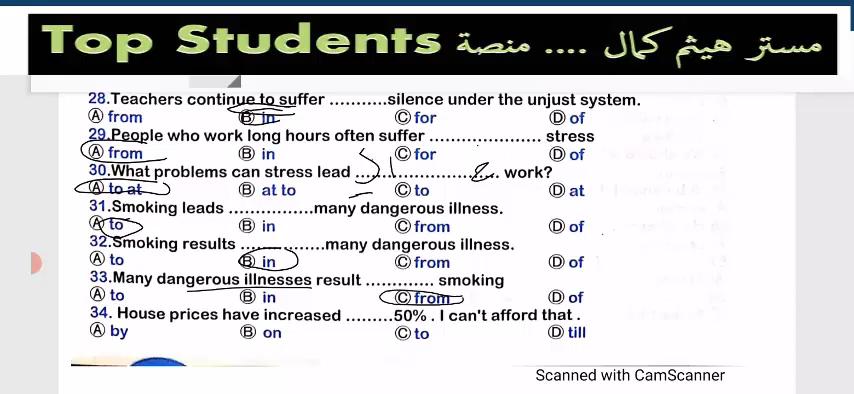 Top Students مستر هيثم كمال .... منصة
28.Teachers continue to suffer ...........silence under the unjust system.
Ⓐ from Ⓑ in Ⓒ for Ⓓ of
29.People who work long hours often suffer ...................... stress
Ⓐ from Ⓑ in Ⓒ for Ⓓ of
30.What problems can stress lead ............................ work?
Ⓐ to at Ⓑ at to Ⓒ to Ⓓ at
31.Smoking leads ................many dangerous illness.
Ⓐ to Ⓑ in Ⓒ from Ⓓ of
32.Smoking results ................many dangerous illness.
Ⓐ to Ⓑ in Ⓒ from Ⓓ of
33.Many dangerous illnesses result ............. smoking
Ⓐ to Ⓑ in Ⓒ from Ⓓ of
34. House prices have increased .........50% . I can't afford that .
Ⓐ by Ⓑ on Ⓒ to Ⓓ till
Scanned with CamScanner